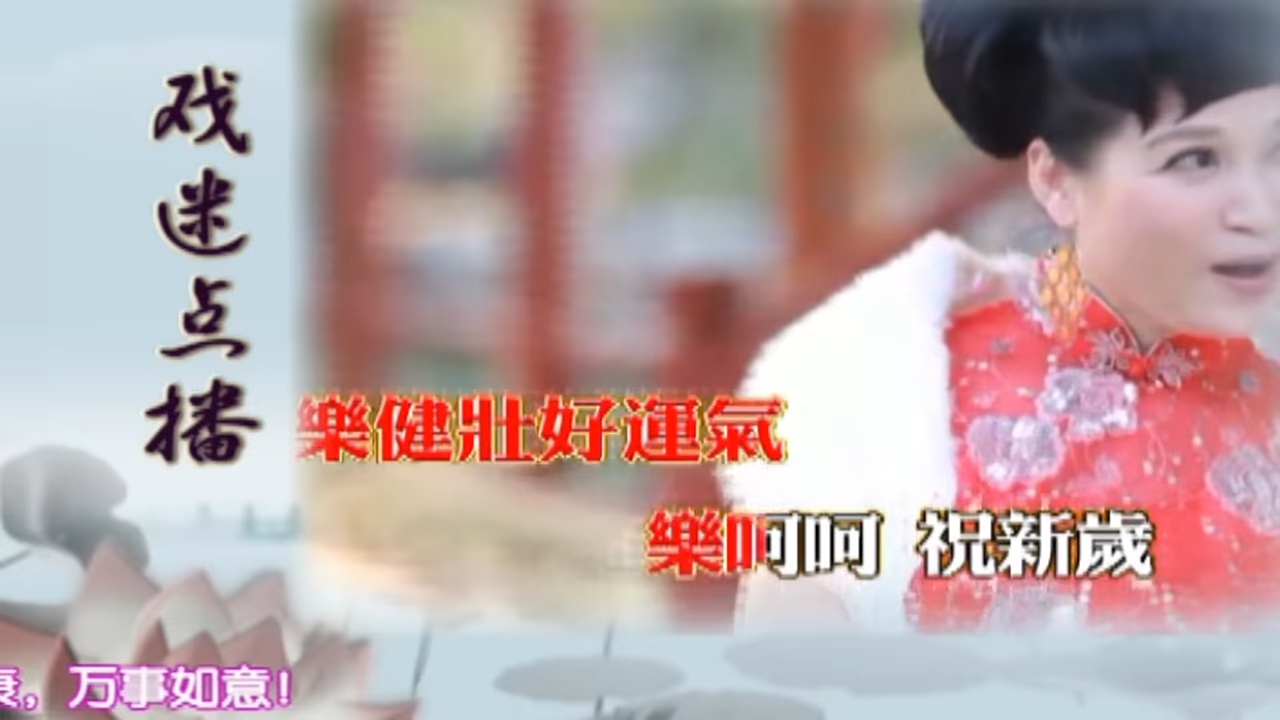 戏迷点播
樂健壯好運氣
樂呵呵 祝新歲
，万事如意！